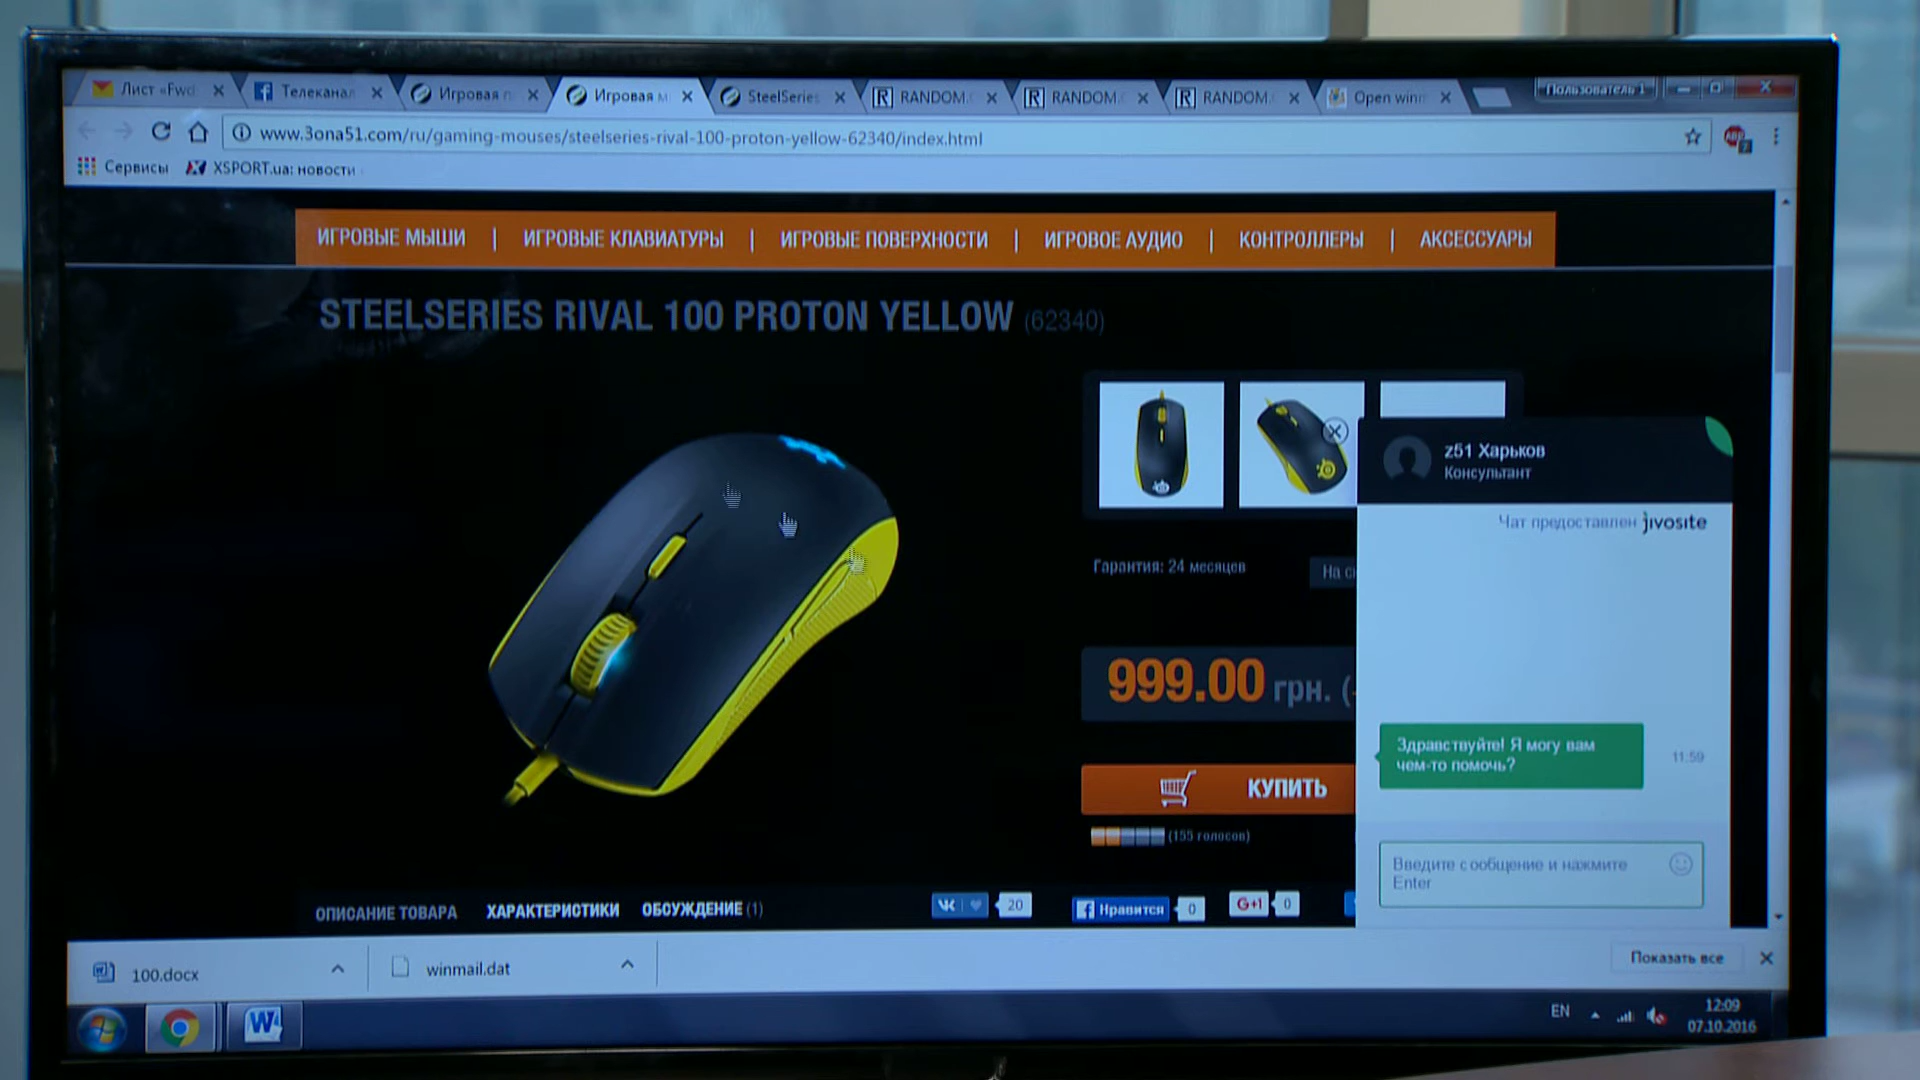 Лист «Fwd
Телеканал
Игровая п
Игровая м
SteelSeries
RANDOM.
RANDOM.
RANDOM.
Open winm
Пользователь 1
www.3ona51.com/ru/gaming-mouses/steelseries-rival-100-proton-yellow-62340/index.html
Сервисы
XSPORT.ua: новости
ИГРОВЫЕ МЫШИ | ИГРОВЫЕ КЛАВИАТУРЫ | ИГРОВЫЕ ПОВЕРХНОСТИ | ИГРОВОЕ АУДИО | КОНТРОЛЛЕРЫ | АКСЕССУАРЫ
STEELSERIES RIVAL 100 PROTON YELLOW (62340)
z51 Харьков
Консультант
Чат предоставлен jivosite
Гарантия: 24 месяцев
На с
999.00 грн. (
Здравствуйте! Я могу вам
чем-то помочь?
11:59
КУПИТЬ
(155 голосов)
Введите сообщение и нажмите
Enter
ОПИСАНИЕ ТОВАРА
ХАРАКТЕРИСТИКИ
ОБСУЖДЕНИЕ (1)
20
Нравится
0
G+1
0
100.docx
winmail.dat
Показать все
EN
12:09
07.10.2016